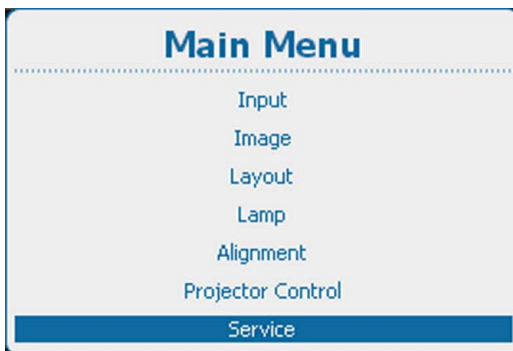 Main Menu
Input
Image
Layout
Lamp
Alignment
Projector Control
Service